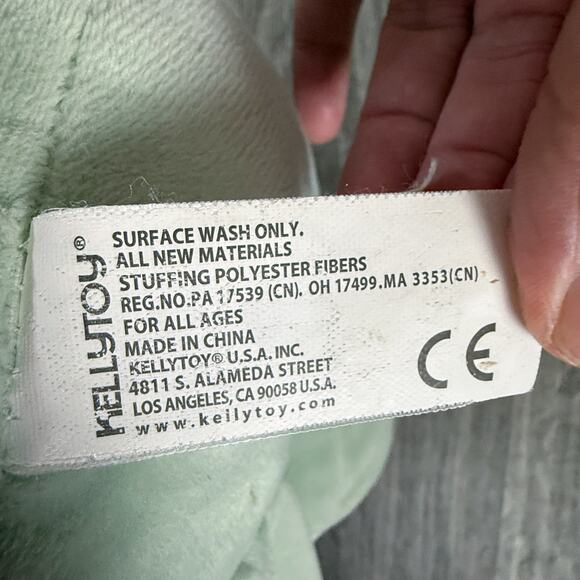 KELLYTOY®
SURFACE WASH ONLY.
ALL NEW MATERIALS
STUFFING POLYESTER FIBERS
REG.NO.PA 17539 (CN). OH 17499.MA 3353(CN)
FOR ALL AGES
MADE IN CHINA
KELLYTOY® U.S.A. INC.
4811 S. ALAMEDA STREET
LOS ANGELES, CA 90058 U.S.A.
www.kellytoy.com
CE